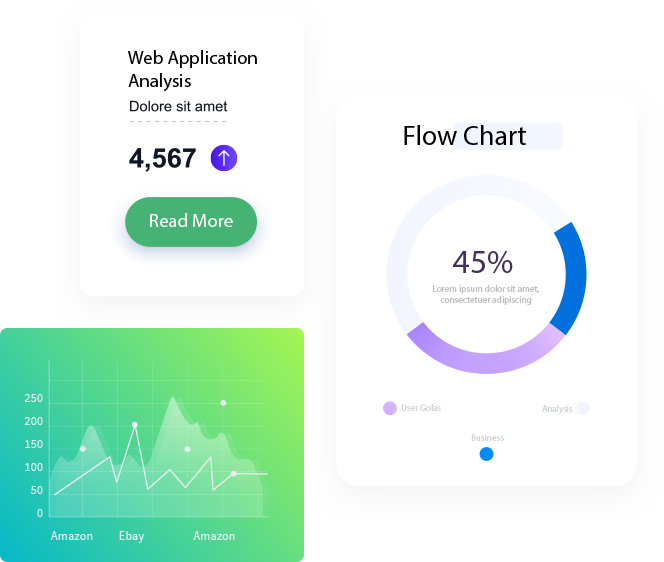 Web Application
Analysis
Dolore sit amet
4,567
Read More
Flow Chart
45%
Lorem ipsum dolor sit amet,
consectetuer adipiscing
User Golas
Analysis
Business
250
200
150
100
50
0
Amazon Ebay Amazon